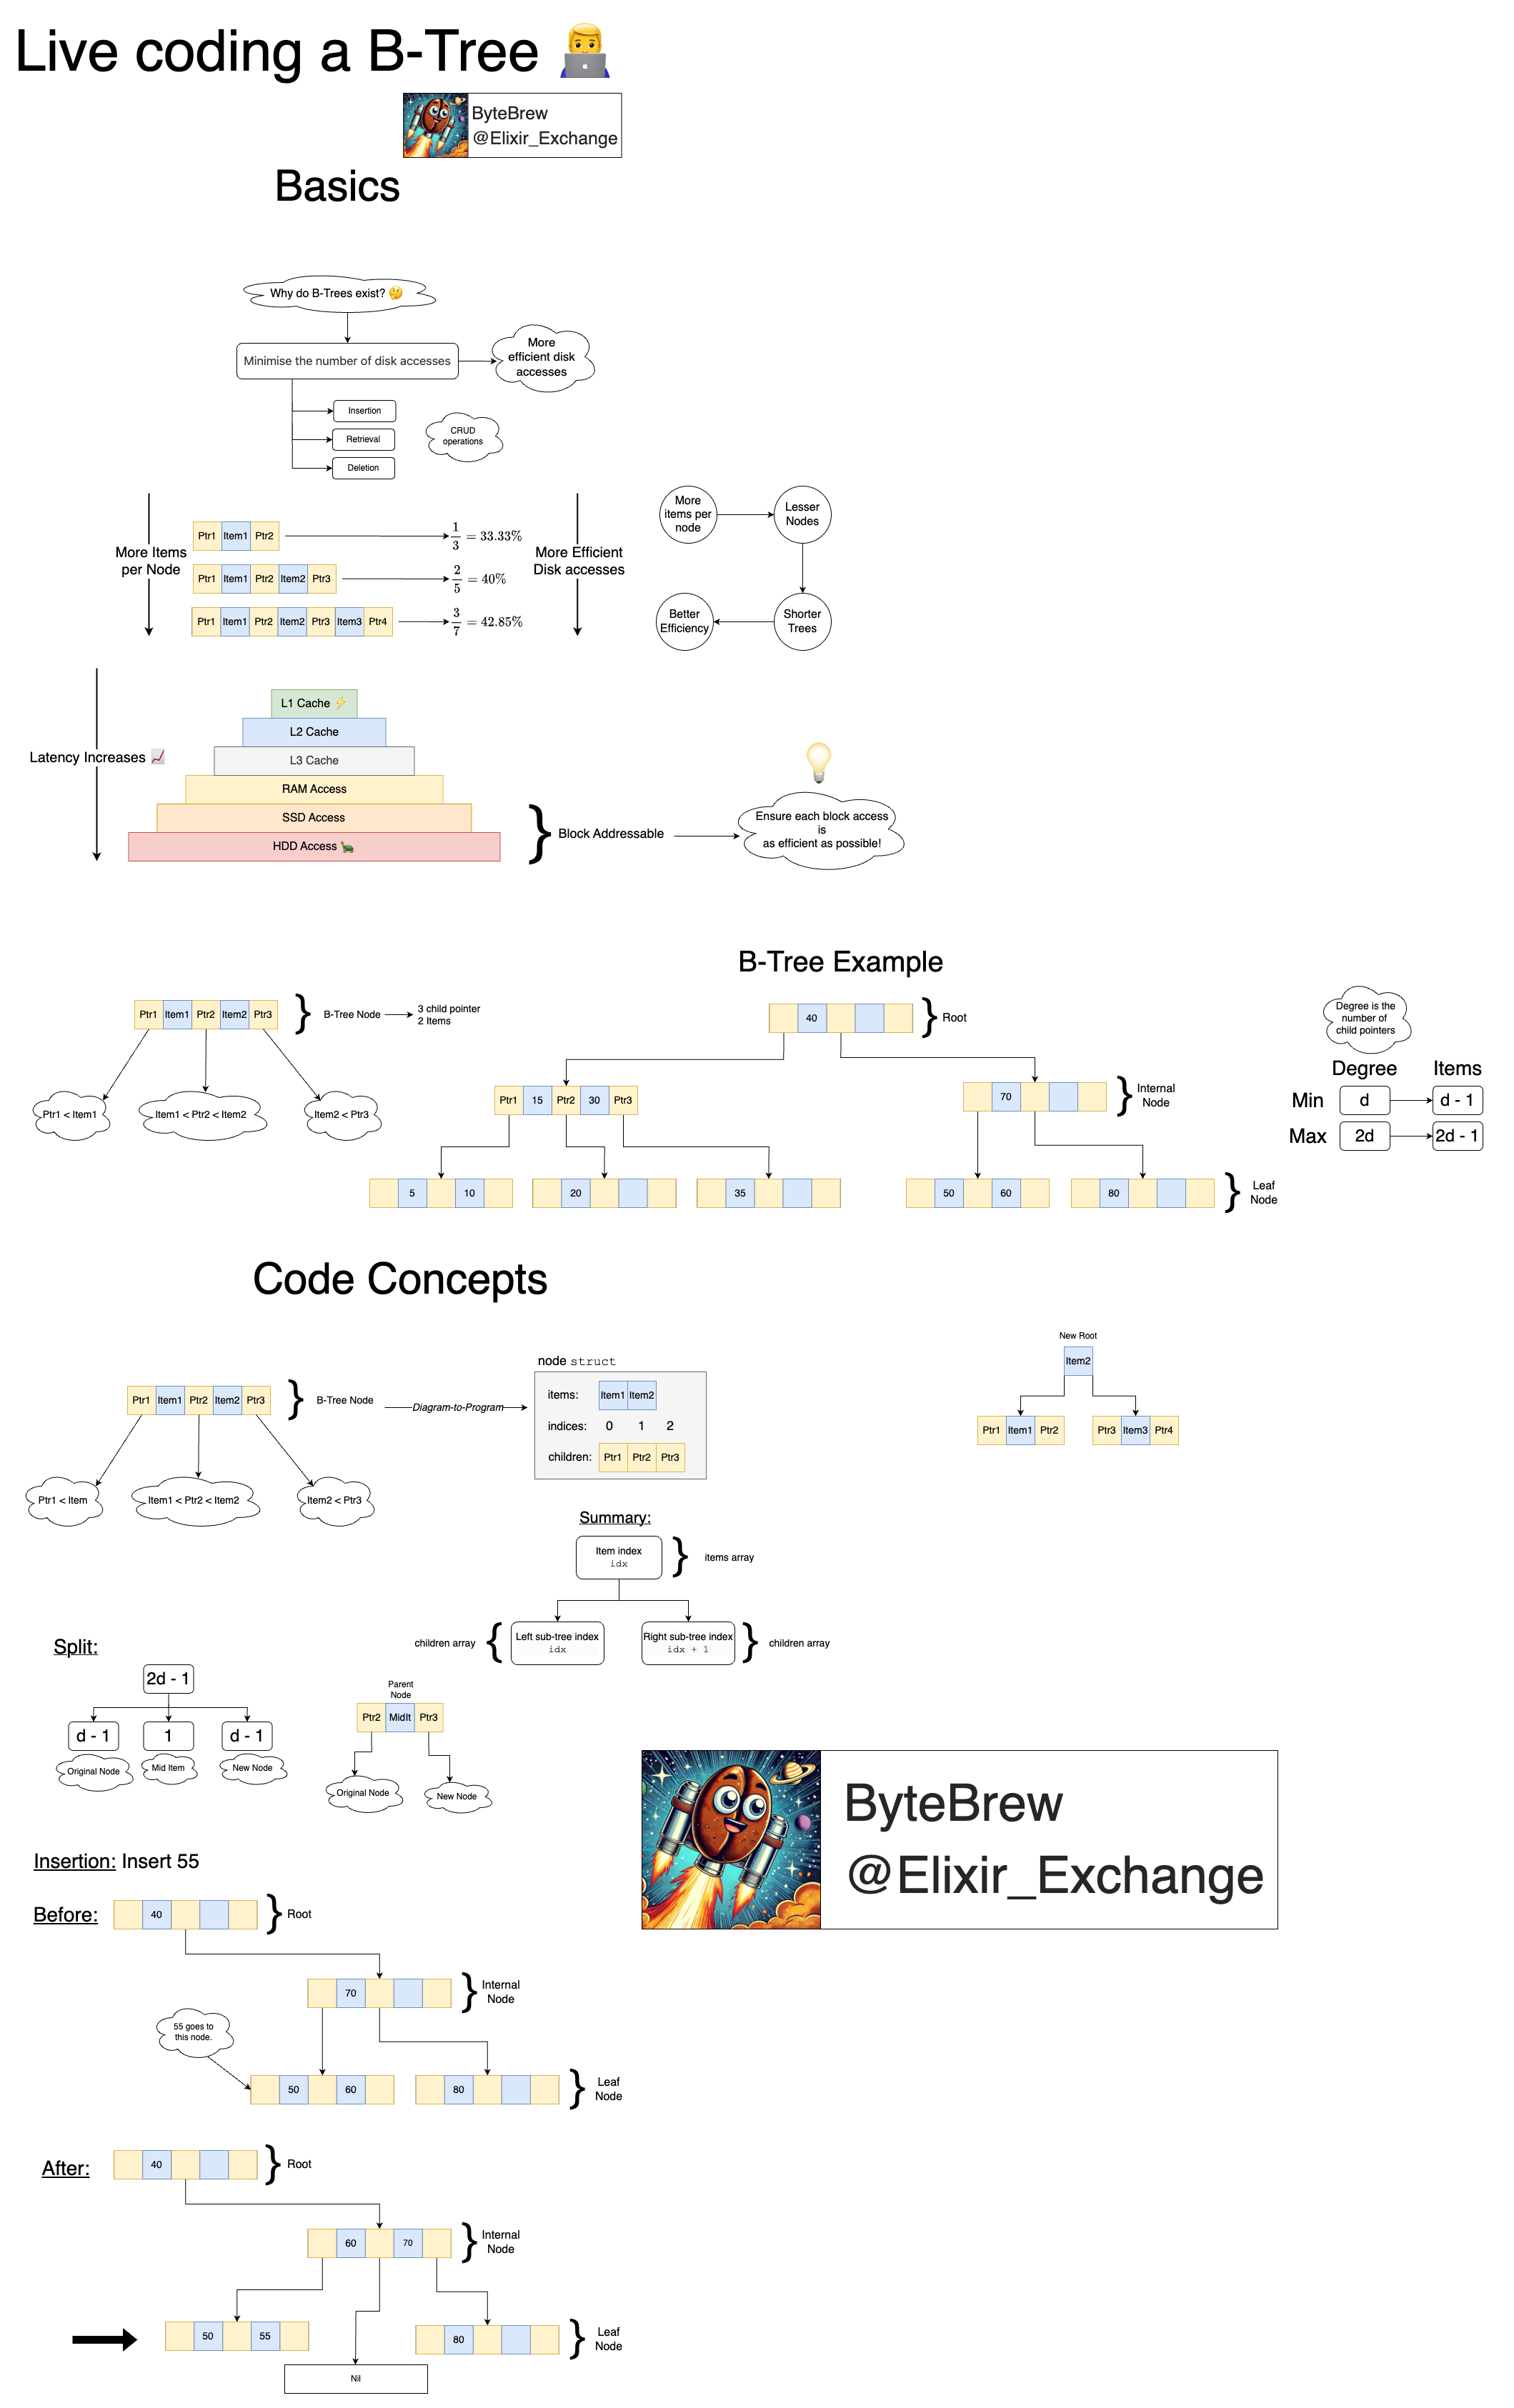 Live coding a B-Tree 👨‍💻
ByteBrew
@Elixir_Exchange
Basics
Why do B-Trees exist? 🤔
Minimise the number of disk accesses
More
efficient disk
accesses
Insertion
Retrieval
Deletion
CRUD
operations
More Items
per Node
Ptr1 Item1 Ptr2
1/3 = 33.33%
Ptr1 Item1 Ptr2 Item2 Ptr3
2/5 = 40%
Ptr1 Item1 Ptr2 Item2 Ptr3 Item3 Ptr4
3/7 = 42.85%
More Efficient
Disk accesses
More
items per
node
Lesser
Nodes
Shorter
Trees
Better
Efficiency
Latency Increases 📈
L1 Cache ⚡
L2 Cache
L3 Cache
RAM Access
SSD Access
HDD Access 🐢
Block Addressable
💡
Ensure each block access
is
as efficient as possible!
B-Tree Example
Ptr1 Item1 Ptr2 Item2 Ptr3
B-Tree Node
3 child pointer
2 Items
Ptr1 < Item1
Item1 < Ptr2 < Item2
Item2 < Ptr3
40
Root
Ptr1 15 Ptr2 30 Ptr3
70
Internal
Node
5 10
20
35
50 60
80
Leaf
Node
Degree is the
number of
child pointers
Degree Items
Min d d - 1
Max 2d 2d - 1
Code Concepts
Ptr1 Item1 Ptr2 Item2 Ptr3
B-Tree Node
Diagram-to-Program
Ptr1 < Item
Item1 < Ptr2 < Item2
Item2 < Ptr3
node struct
items: Item1 Item2
indices: 0 1 2
children: Ptr1 Ptr2 Ptr3
New Root
Item2
Ptr1 Item1 Ptr2
Ptr3 Item3 Ptr4
Summary:
Item index
idx
items array
children array
Left sub-tree index
idx
Right sub-tree index
idx + 1
children array
Split:
2d - 1
d - 1
1
d - 1
Original Node
Mid Item
New Node
Parent
Node
Ptr2 MidIt Ptr3
Original Node
New Node
ByteBrew
@Elixir_Exchange
Insertion: Insert 55
Before:
40
Root
70
Internal
Node
55 goes to
this node.
50 60
80
Leaf
Node
After:
40
Root
60 70
Internal
Node
50 55
80
Leaf
Node
Nil